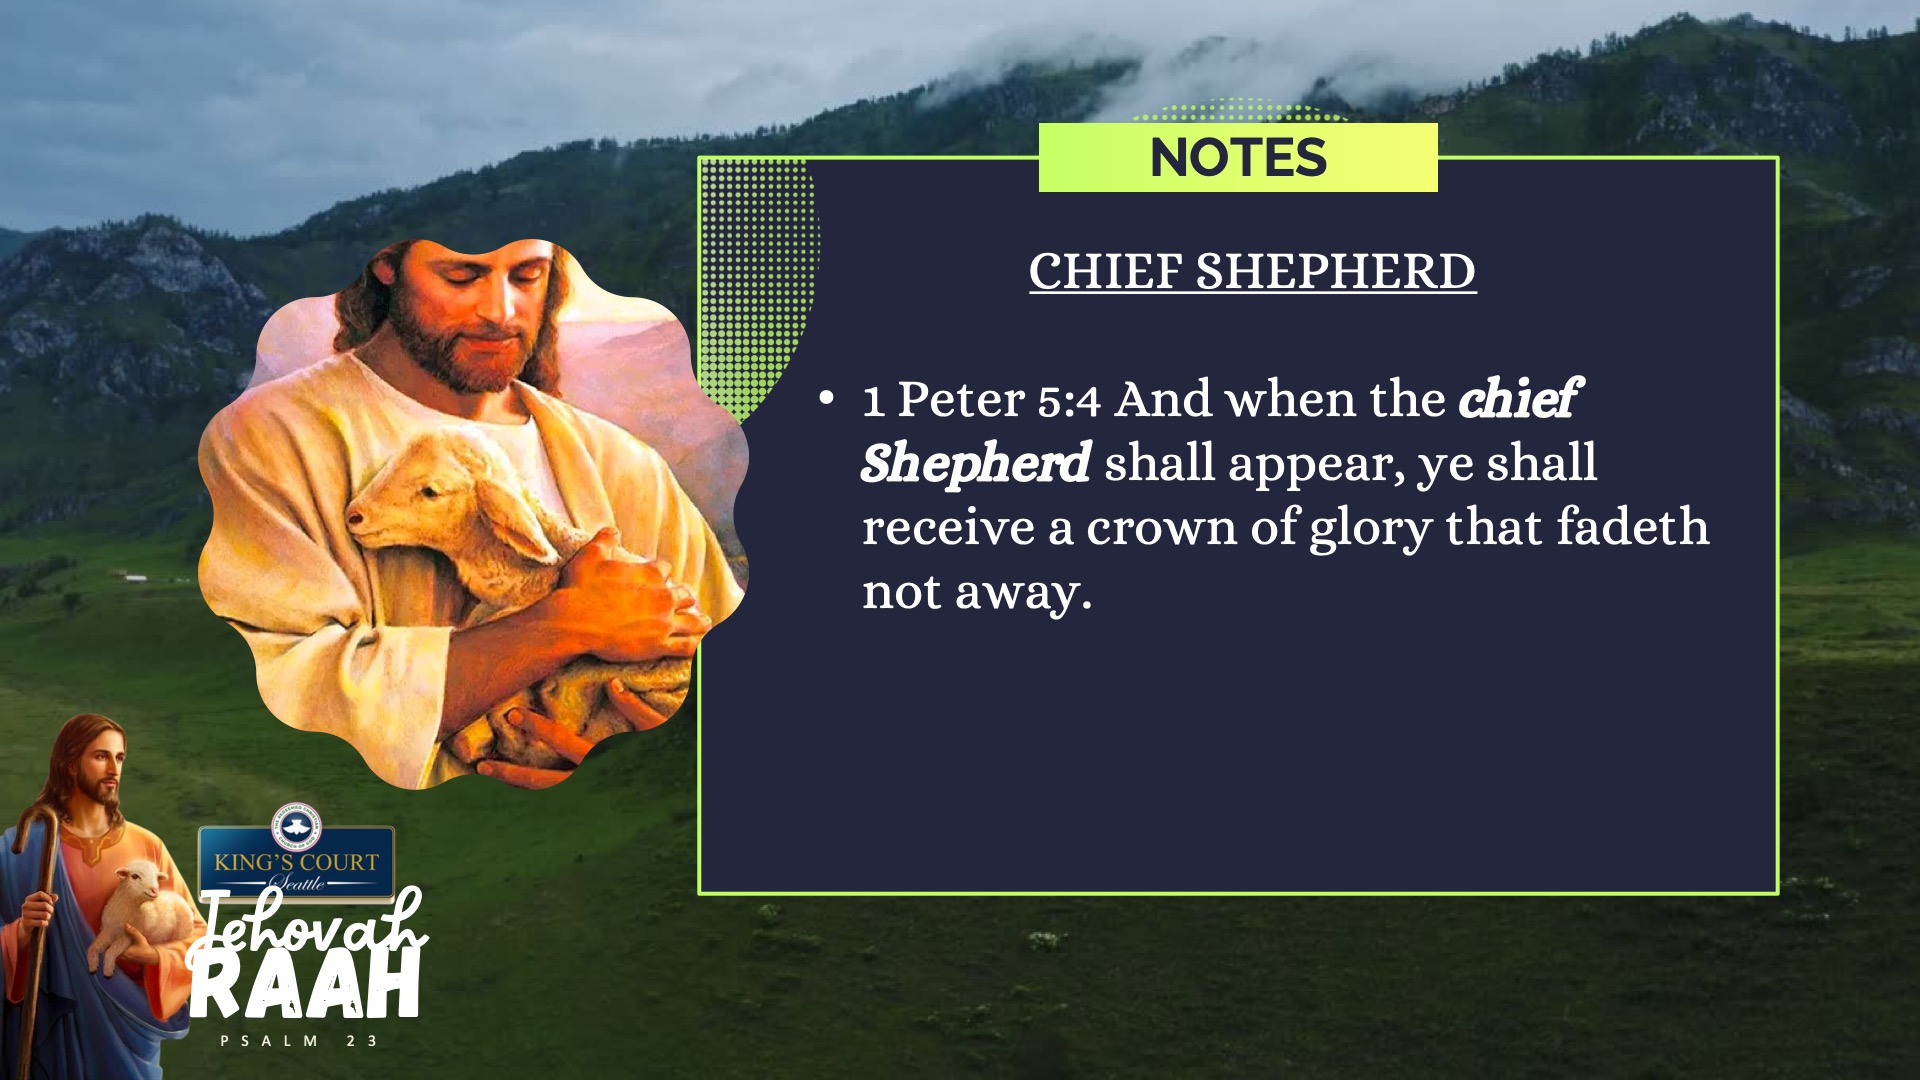 NOTES
CHIEF SHEPHERD
• 1 Peter 5:4 And when the chief
Shepherd shall appear, ye shall
receive a crown of glory that fadeth
not away.
KING'S COURT
Seattle
Jehovah
RAAH
PSALM 23